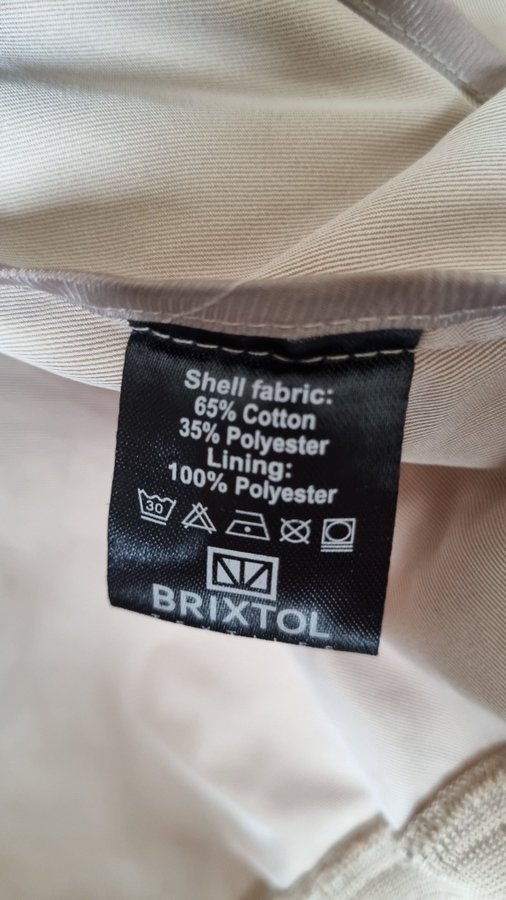 Shell fabric:
65% Cotton
35% Polyester
Lining:
100% Polyester
30
BRIXTOL